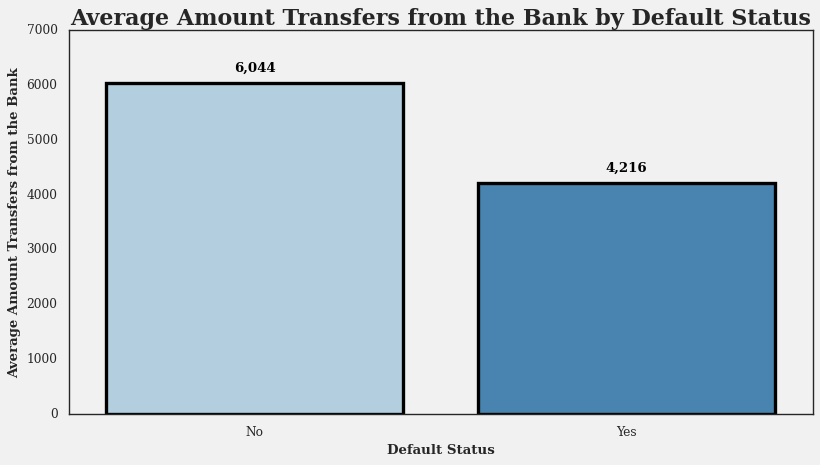 Average Amount Transfers from the Bank by Default Status
Average Amount Transfers from the Bank
7000
6000
5000
4000
3000
2000
1000
0
6,044
4,216
No
Yes
Default Status